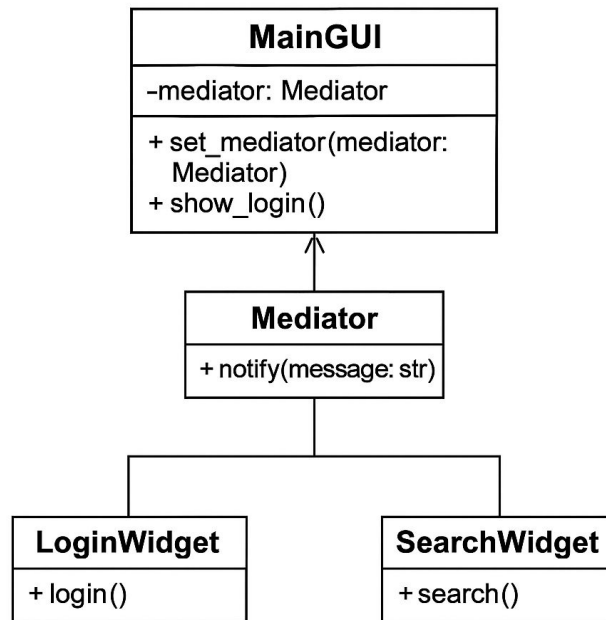 MainGUI
-mediator: Mediator
+ set_mediator(mediator:
Mediator)
+ show_login()
Mediator
+ notify(message: str)
LoginWidget
+ login()
SearchWidget
+ search()